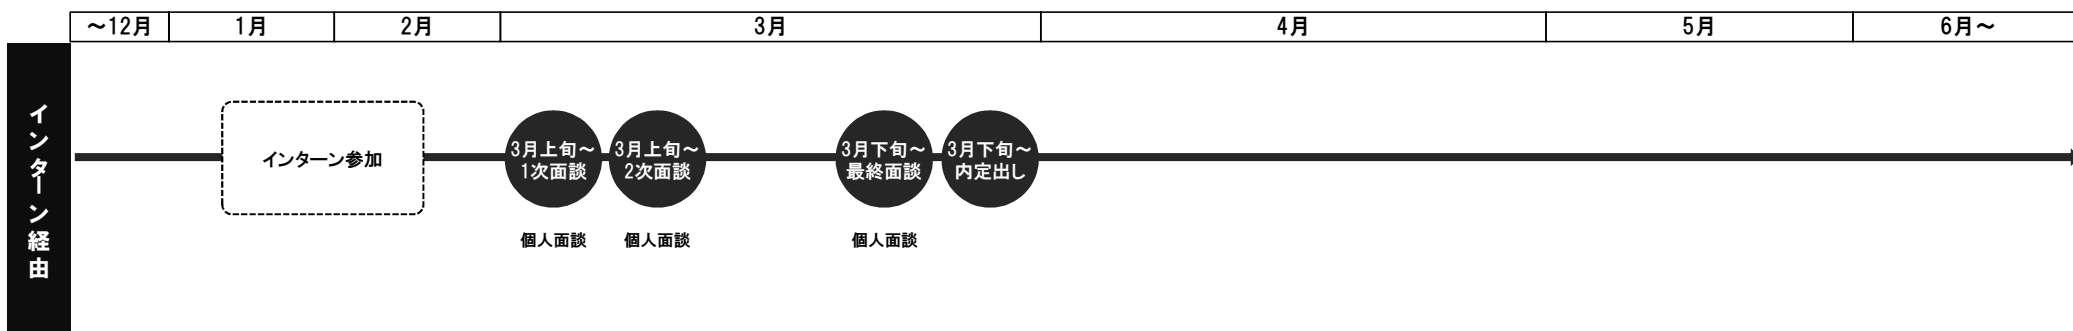 ～12月
1月
2月
3月
4月
5月
6月～
インターン経由
インターン参加
3月上旬～
1次面談
3月上旬～
2次面談
3月下旬～
最終面談
3月下旬～
内定出し
個人面談
個人面談
個人面談